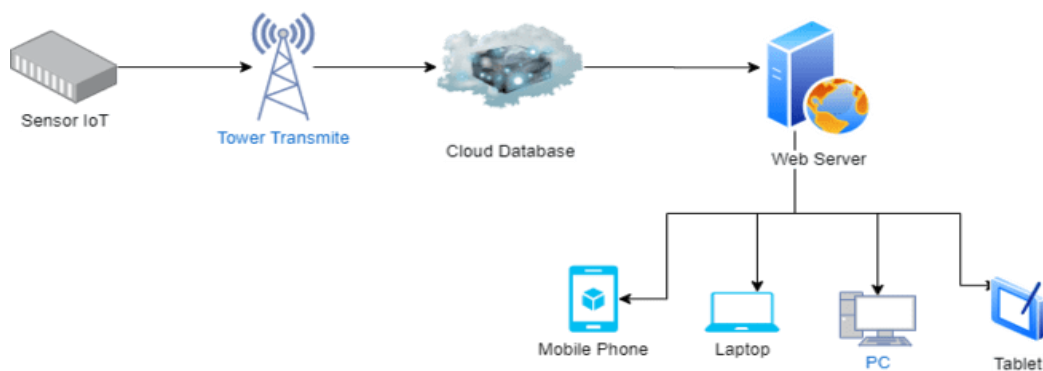 Sensor IoT
Tower Transmite
Cloud Database
Web Server
Mobile Phone
Laptop
PC
Tablet